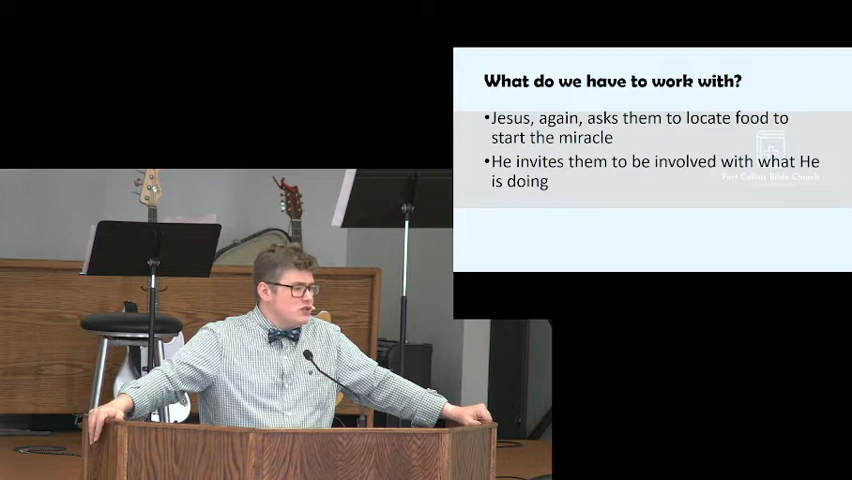 What do we have to work with?
•Jesus, again, asks them to locate food to
start the miracle
•He invites them to be involved with what He
is doing
Fort Collins Bible Church